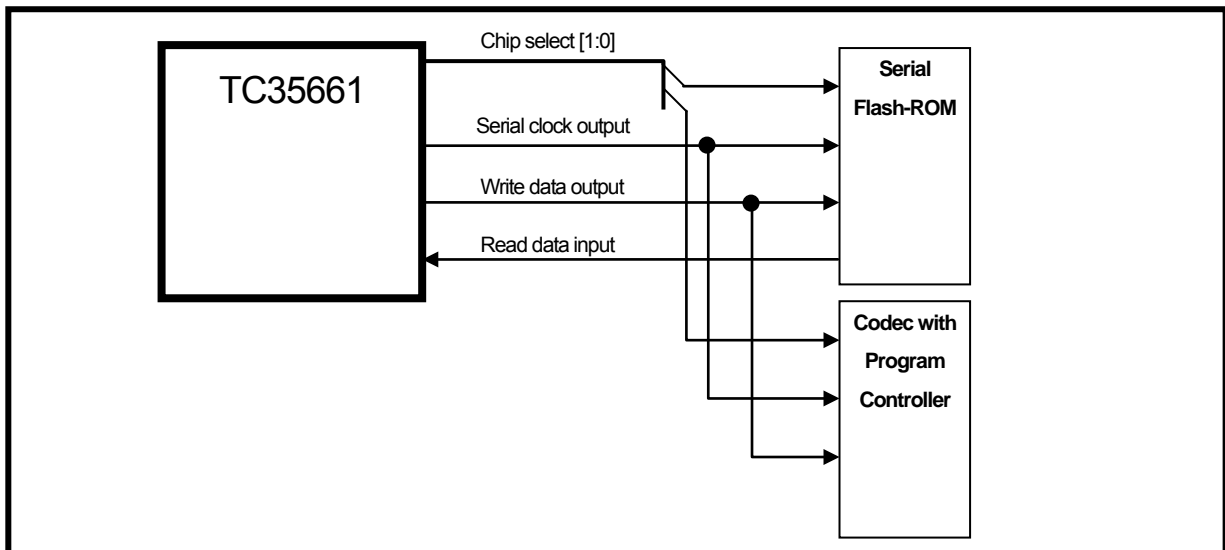 Chip select [1:0]
TC35661
Serial
Flash-ROM
Serial clock output
Write data output
Read data input
Codec with
Program
Controller